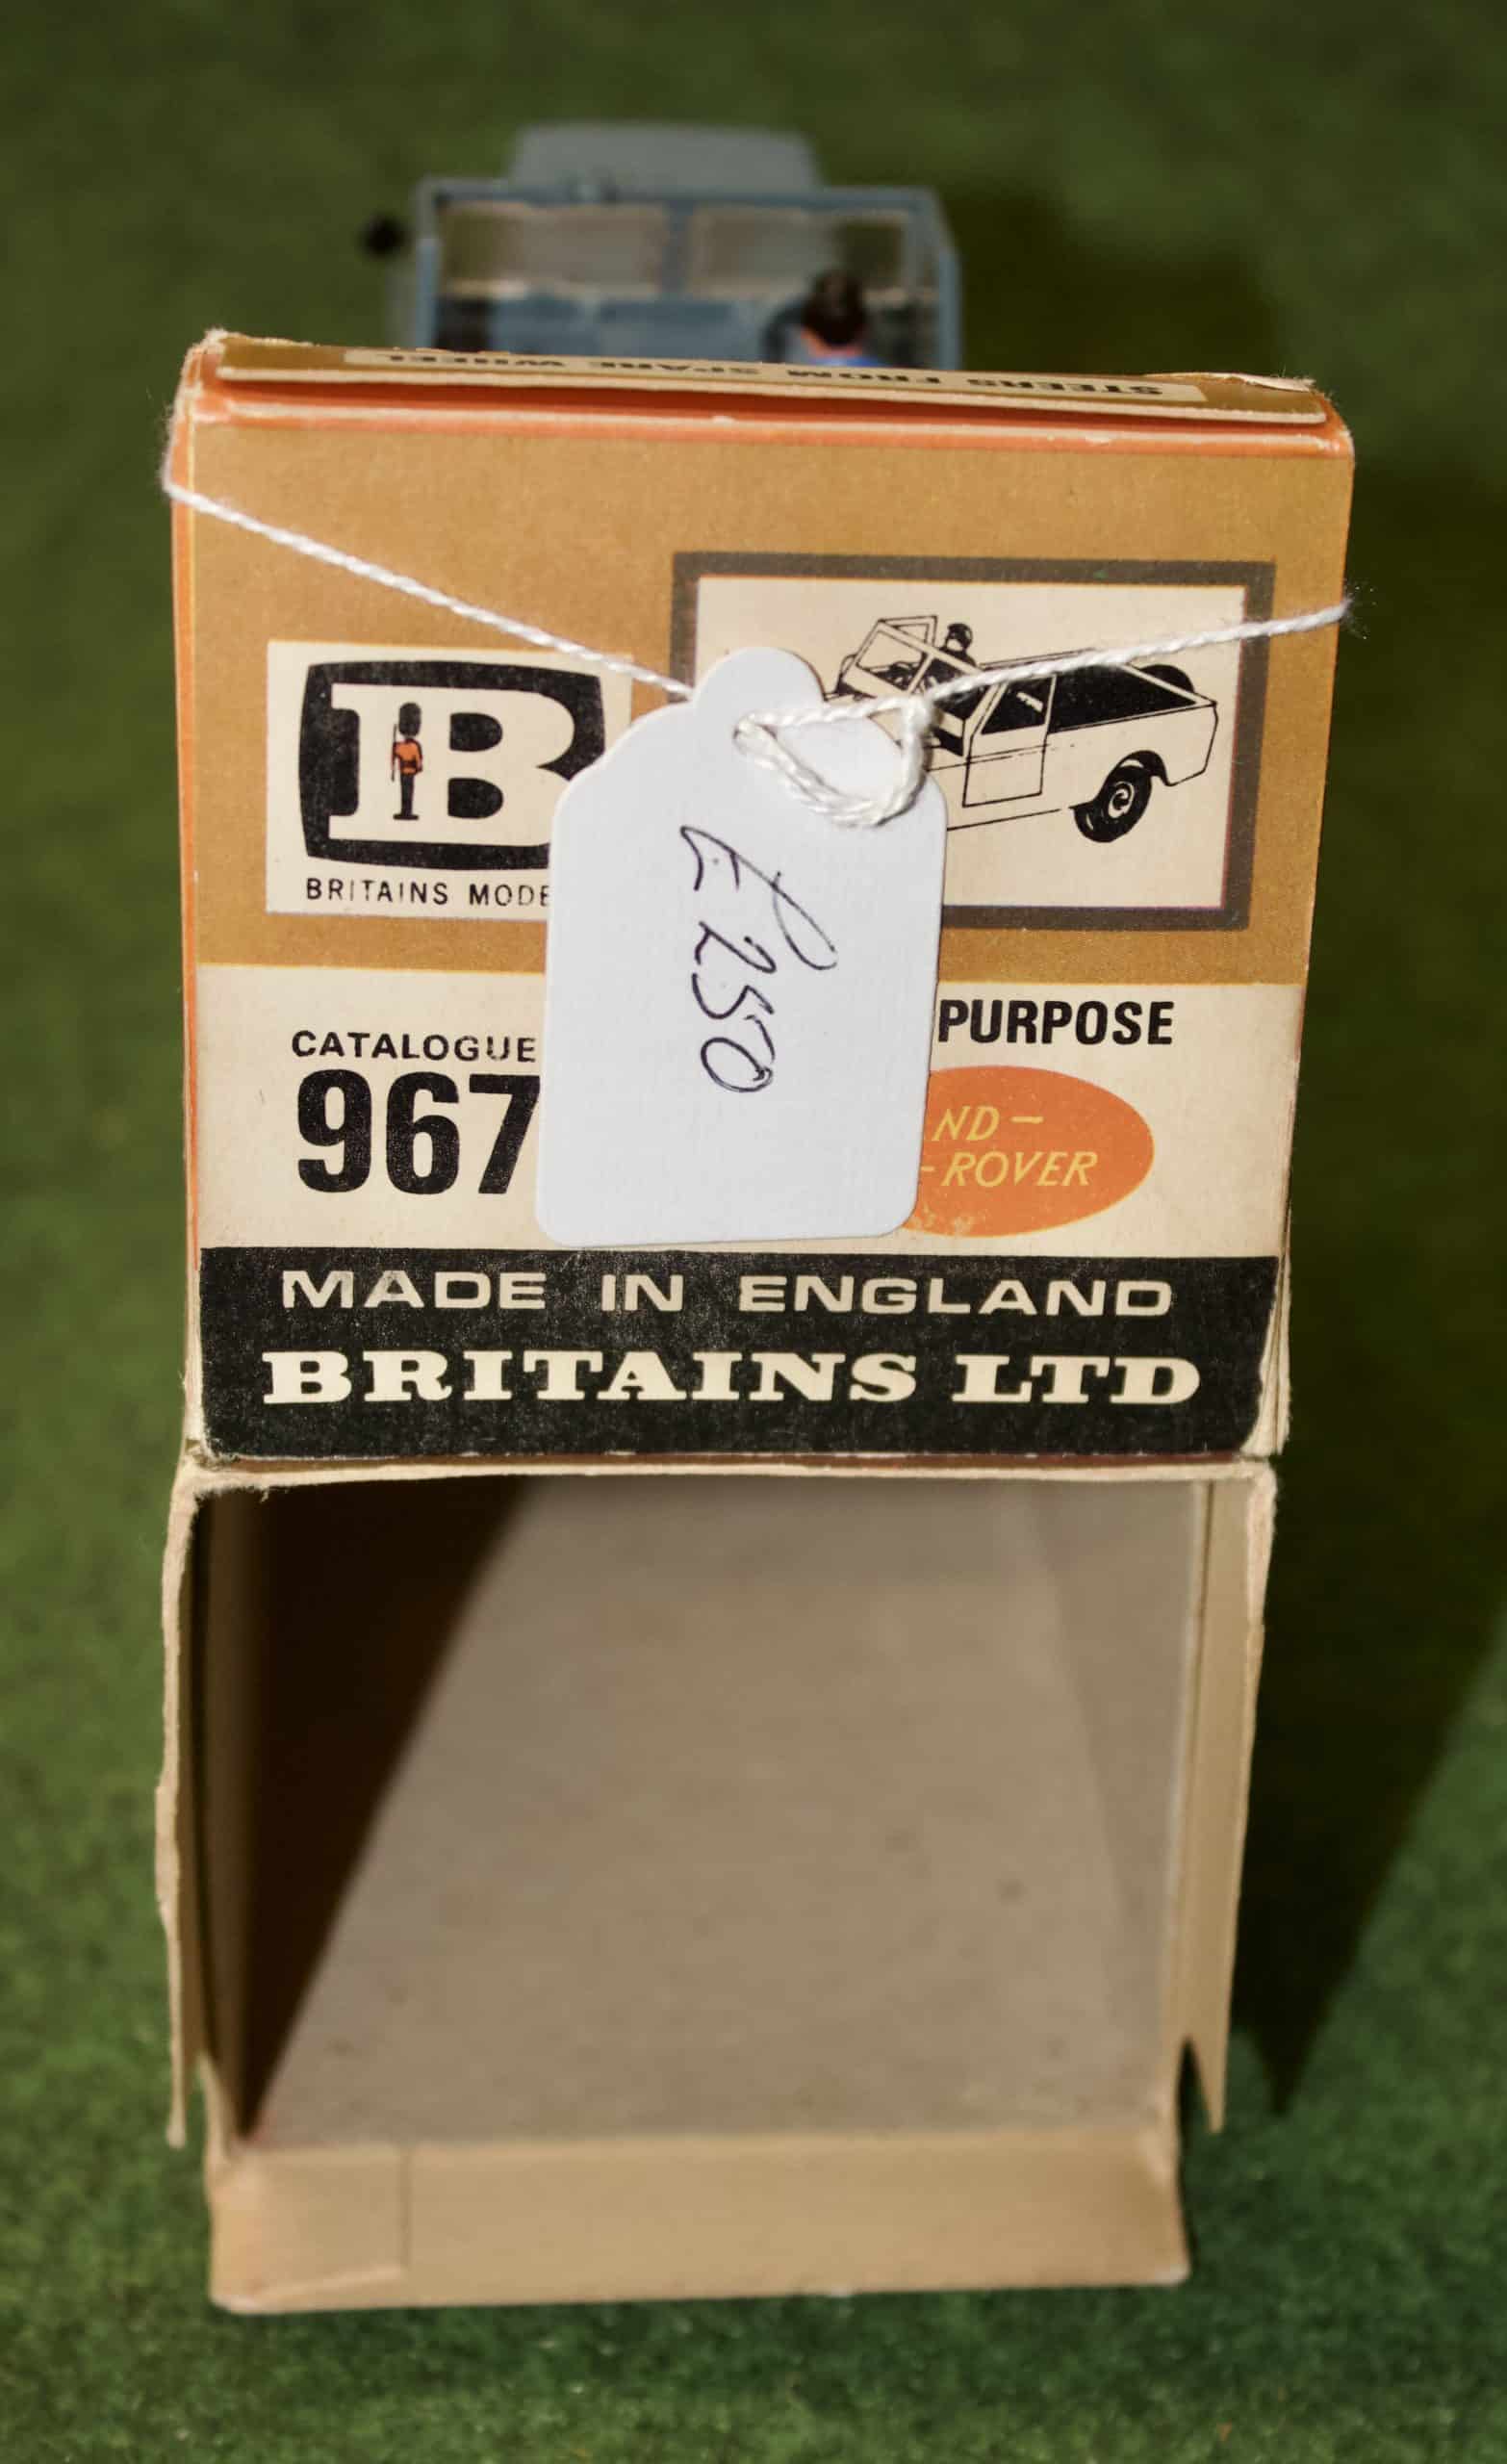 STEERS FROM SPARE WHEEL
B
BRITAINS MODE
£250
CATALOGUE
967
PURPOSE
ND-
-ROVER
MADE IN ENGLAND
BRITAINS LTD